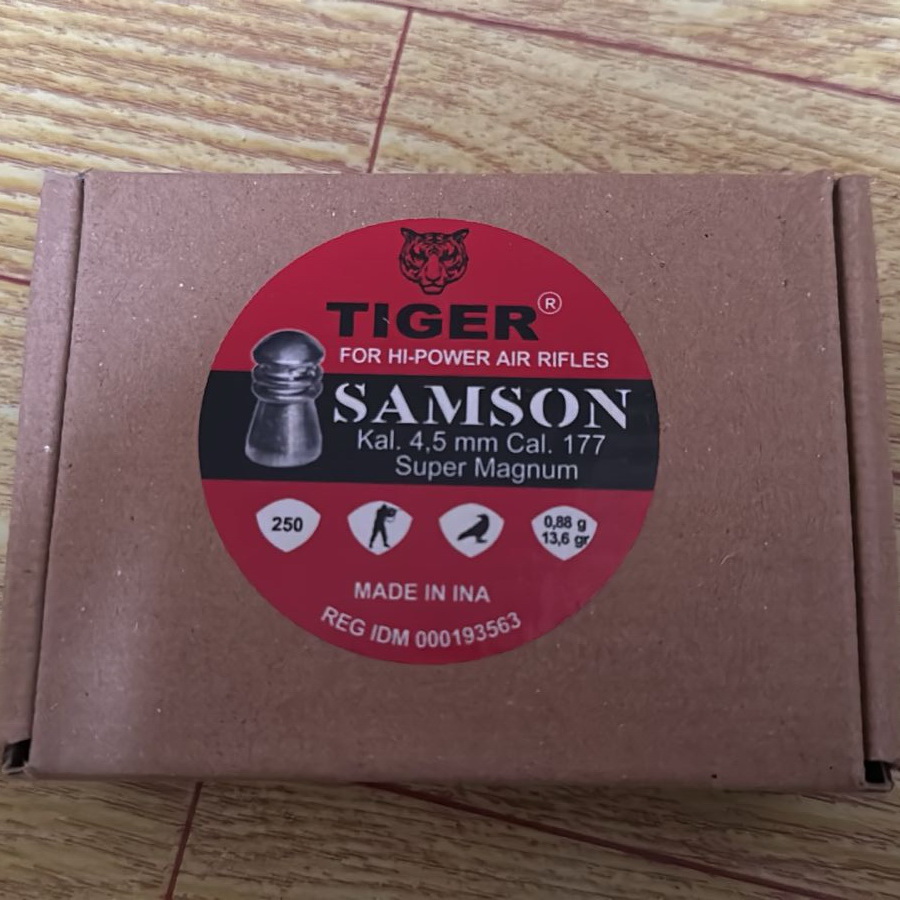 TIGER®
FOR HI-POWER AIR RIFLES
SAMSON
Kal. 4,5 mm Cal. 177
Super Magnum
250
0,88 g
13,6 gr
MADE IN INA
REG IDM 000193563